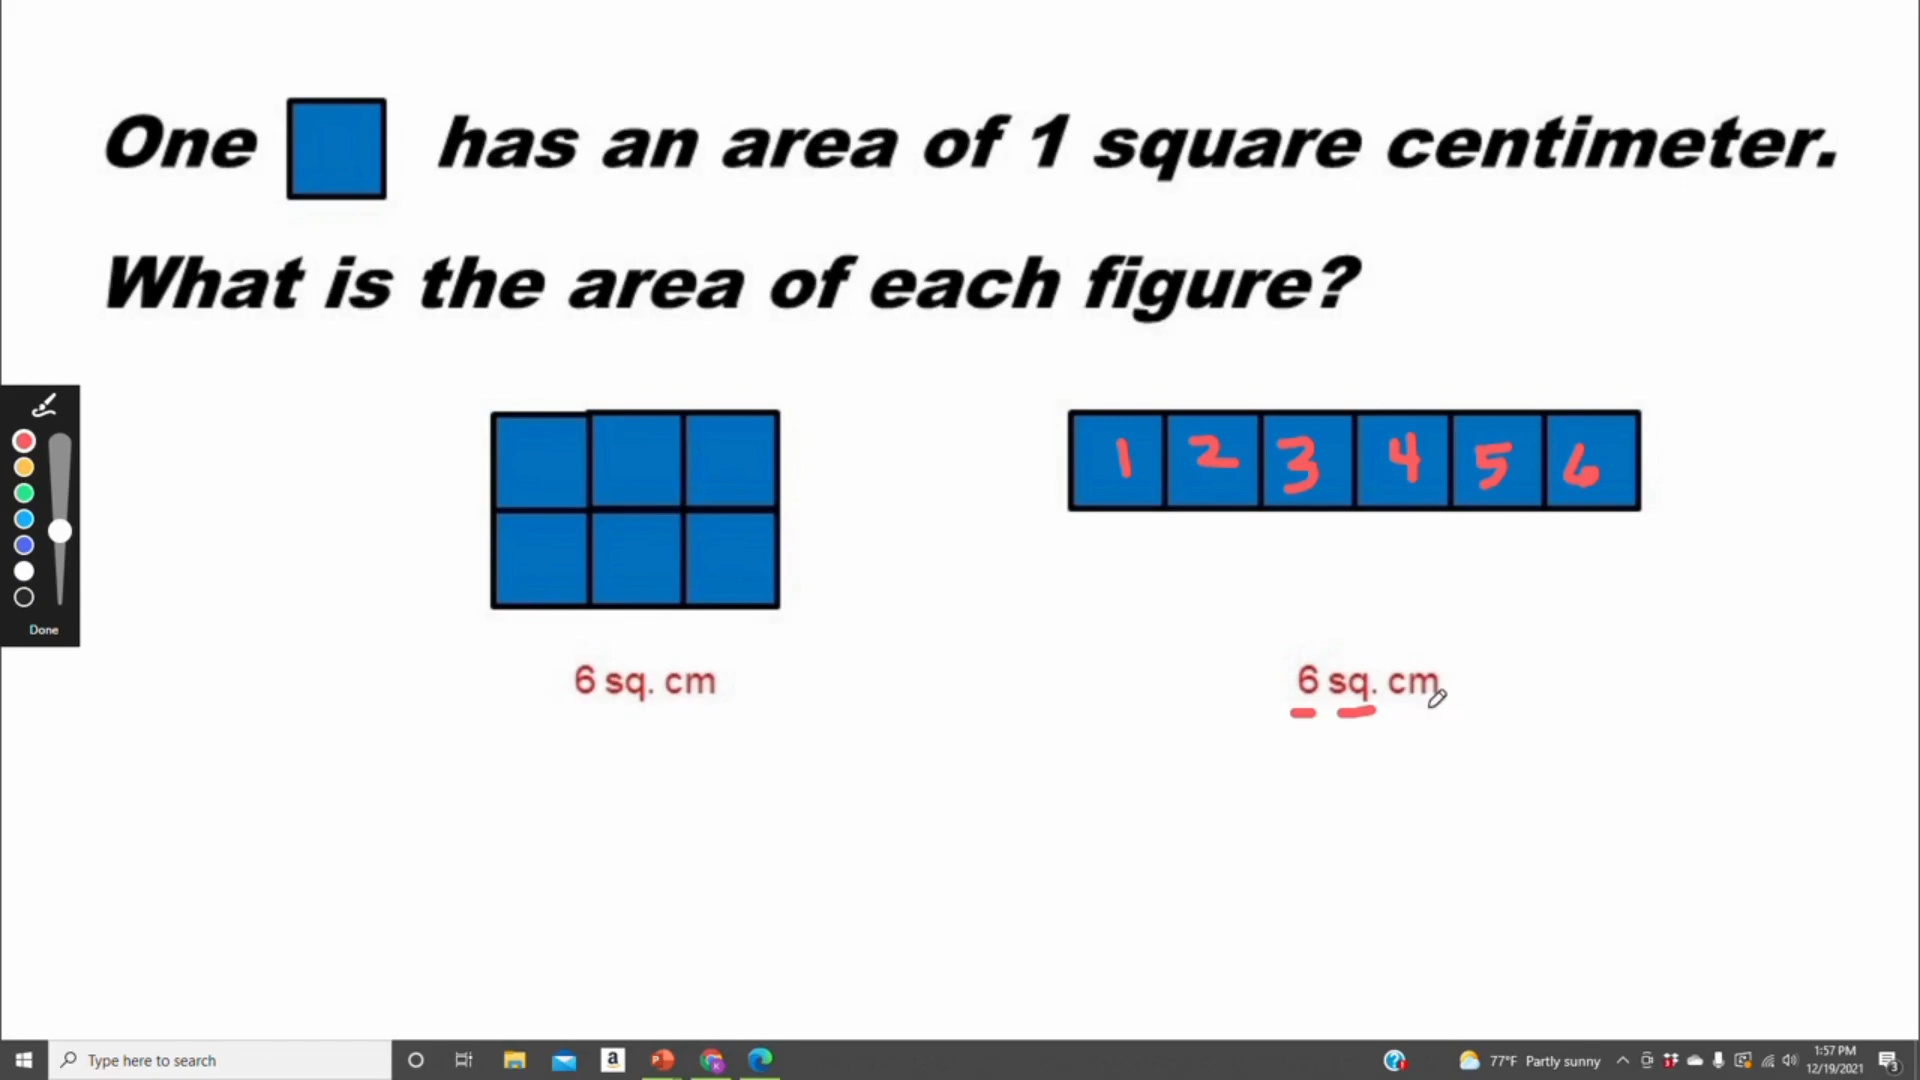 One has an area of 1 square centimeter.
What is the area of each figure?
1 2 3 4 5 6
6 sq. cm
6 sq. cm
Done
Type here to search
a
77°F Partly sunny
1:57 PM
12/19/2021
3